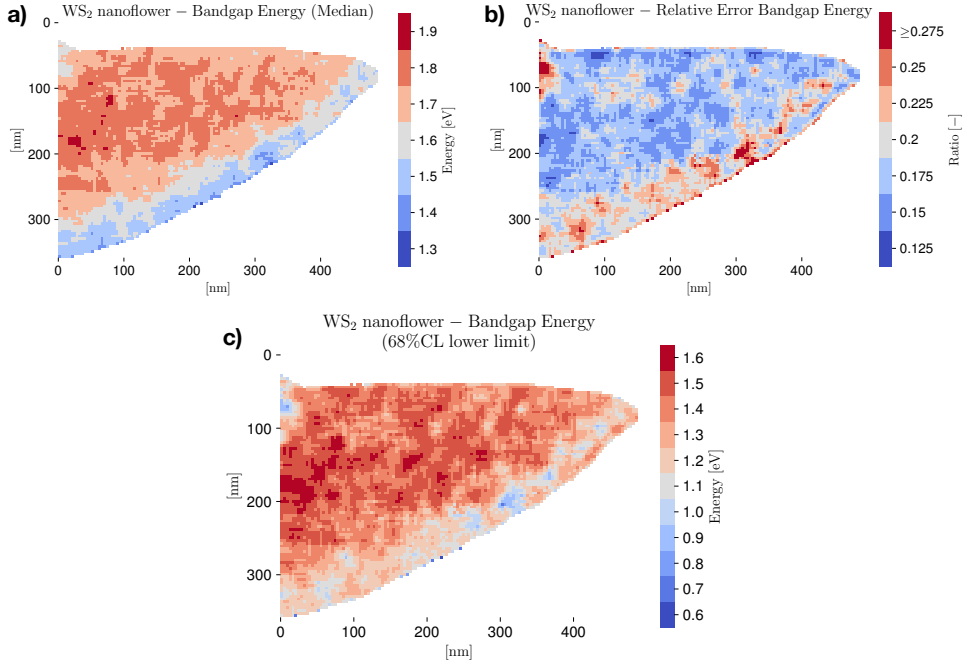 a)
WS₂ nanoflower − Bandgap Energy (Median)
0
100
200
300
[nm]
0 100 200 300 400
[nm]
1.9
1.8
1.7
1.6
1.5
1.4
1.3
Energy [eV]
b)
WS₂ nanoflower − Relative Error Bandgap Energy
0
100
200
300
[nm]
0 100 200 300 400
[nm]
≥0.275
0.25
0.225
0.2
0.175
0.15
0.125
Ratio [−]
c)
WS₂ nanoflower − Bandgap Energy
(68%CL lower limit)
0
100
200
300
[nm]
0 100 200 300 400
[nm]
1.6
1.5
1.4
1.3
1.2
1.1
1.0
0.9
0.8
0.7
0.6
Energy [eV]